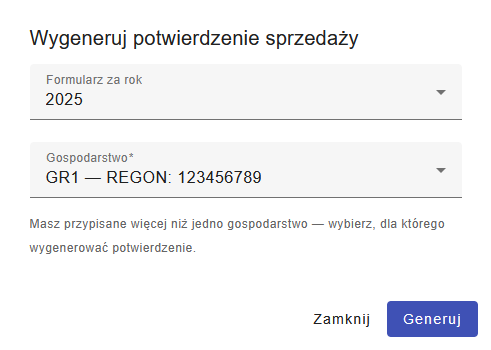 Wygeneruj potwierdzenie sprzedaży
Formularz za rok
2025
Gospodarstwo*
GR1 — REGON: 123456789
Masz przypisane więcej niż jedno gospodarstwo — wybierz, dla którego
wygenerować potwierdzenie.
Zamknij
Generuj